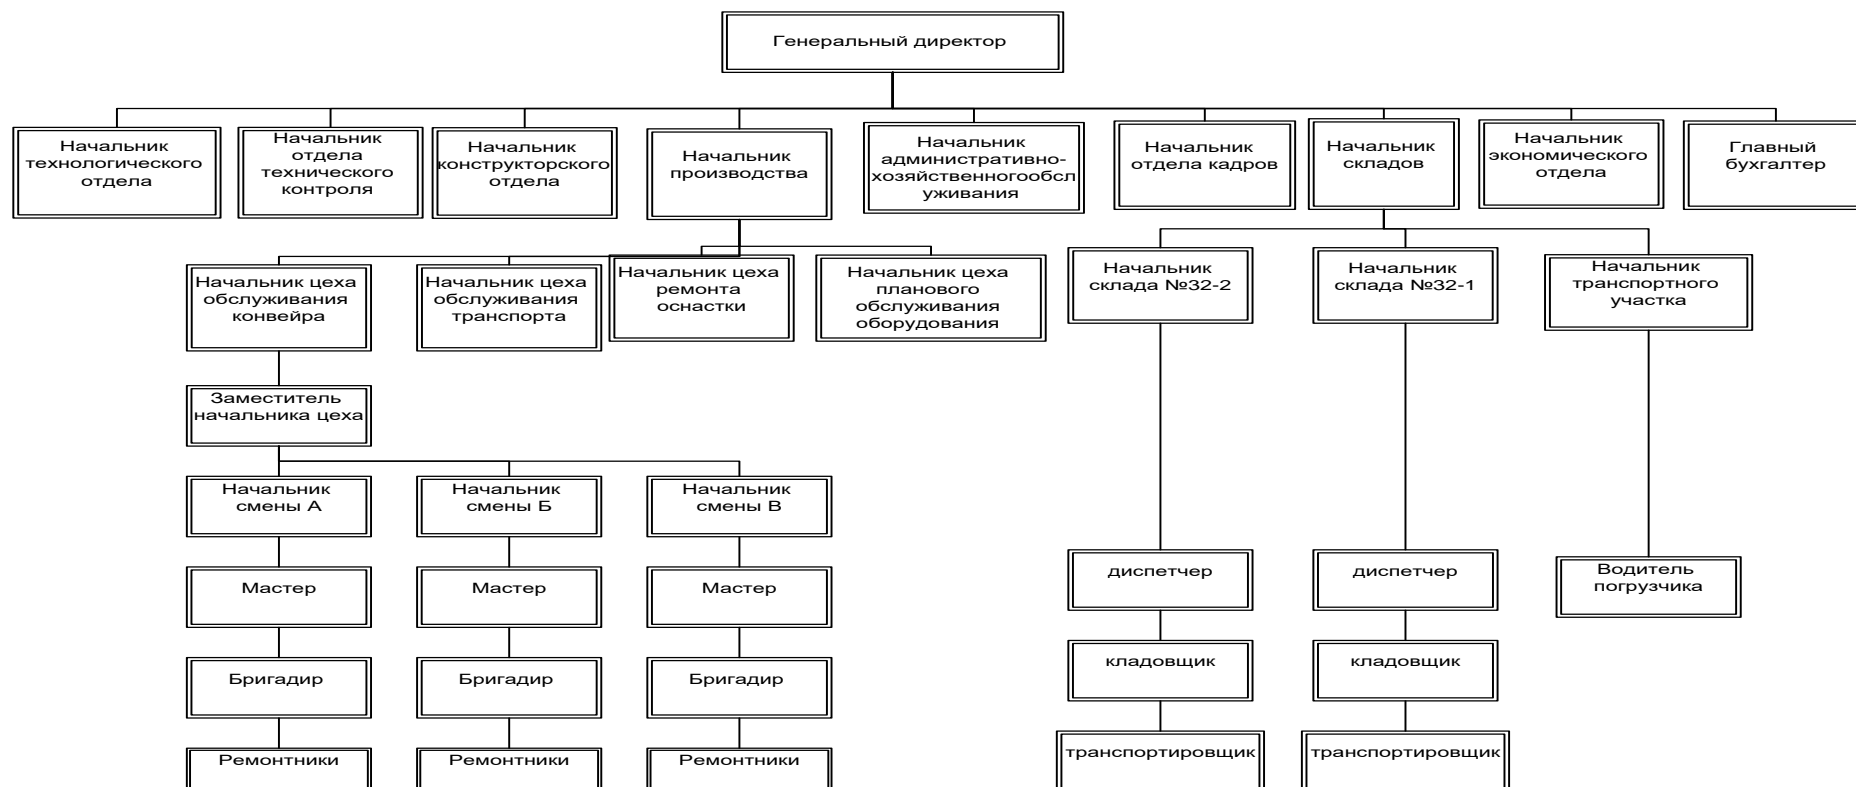 Генеральный директор
Начальник
технологического
отдела
Начальник
отдела
технического
контроля
Начальник
конструкторского
отдела
Начальник
производства
Начальник
административно-
хозяйственногообсл
уживания
Начальник
отдела кадров
Начальник
складов
Начальник
экономического
отдела
Главный
бухгалтер
Начальник цеха
обслуживания
конвейра
Начальник цеха
обслуживания
транспорта
Начальник цеха
ремонта
оснастки
Начальник цеха
планового
обслуживания
оборудования
Начальник
склада №32-2
Начальник
склада №32-1
Начальник
транспортного
участка
Заместитель
начальника цеха
Начальник
смены А
Начальник
смены Б
Начальник
смены В
Мастер
Мастер
Мастер
диспетчер
диспетчер
Водитель
погрузчика
Бригадир
Бригадир
Бригадир
кладовщик
кладовщик
Ремонтники
Ремонтники
Ремонтники
транспортировщик
транспортировщик